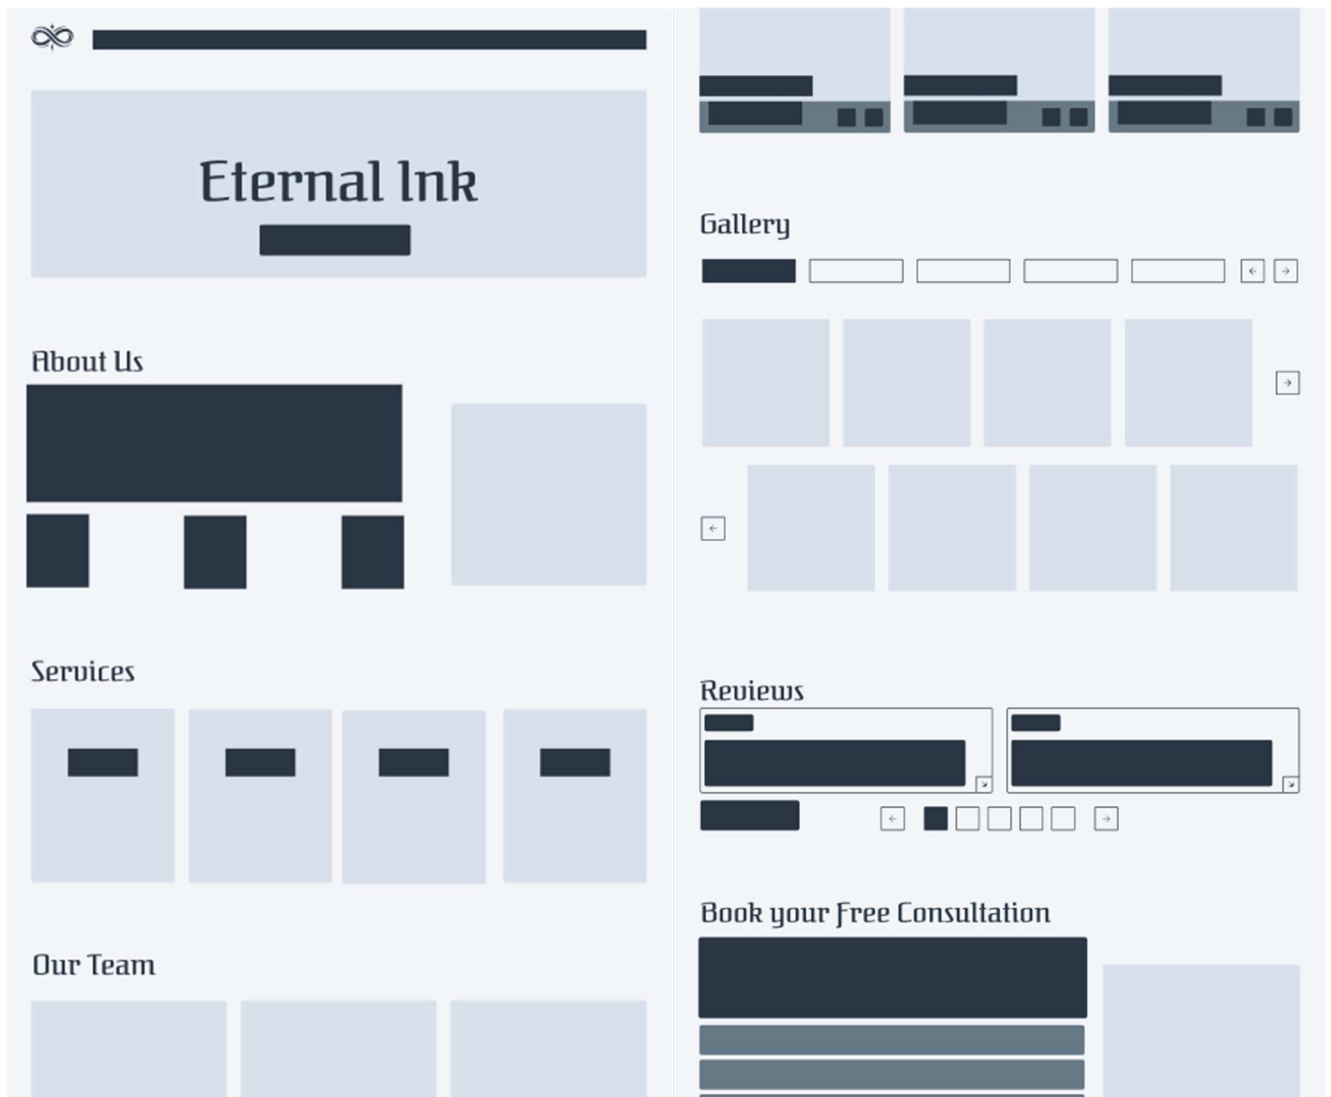 Eternal Ink
About Us
Services
Our Team
Gallery
Reviews
Book your Free Consultation